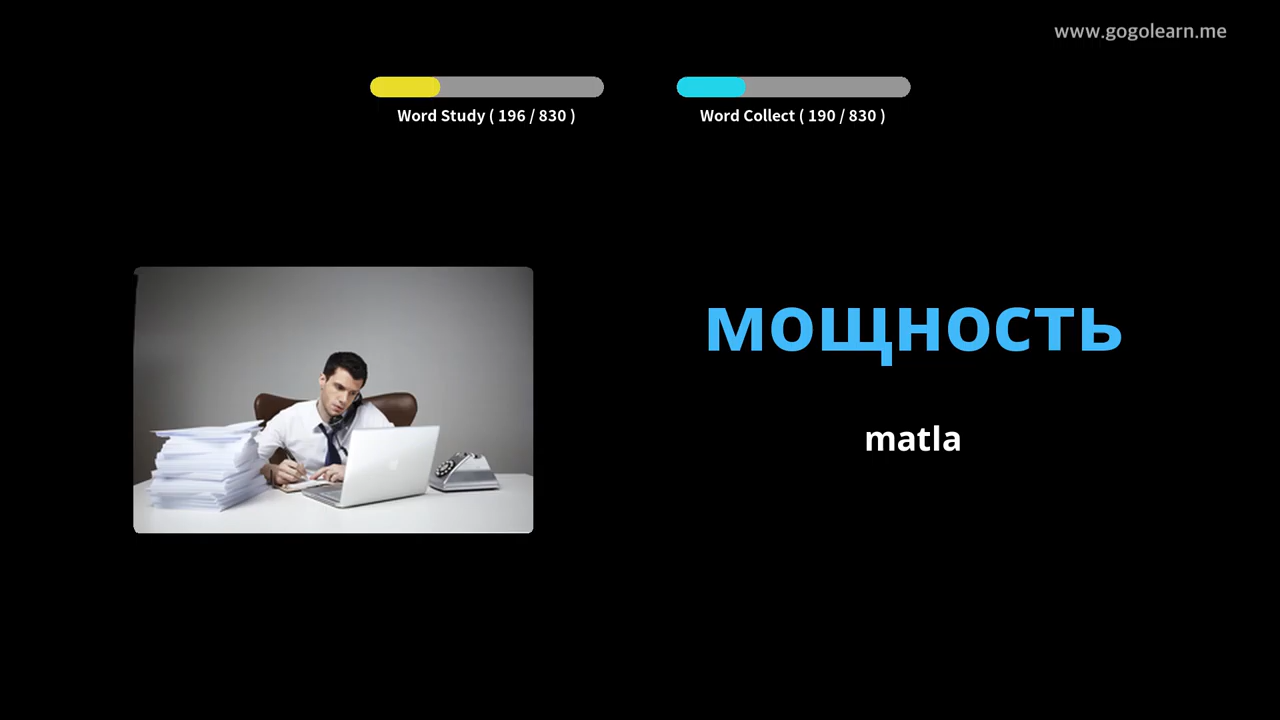 www.gogolearn.me
Word Study ( 196 / 830 )
Word Collect ( 190 / 830 )
мощность
matla